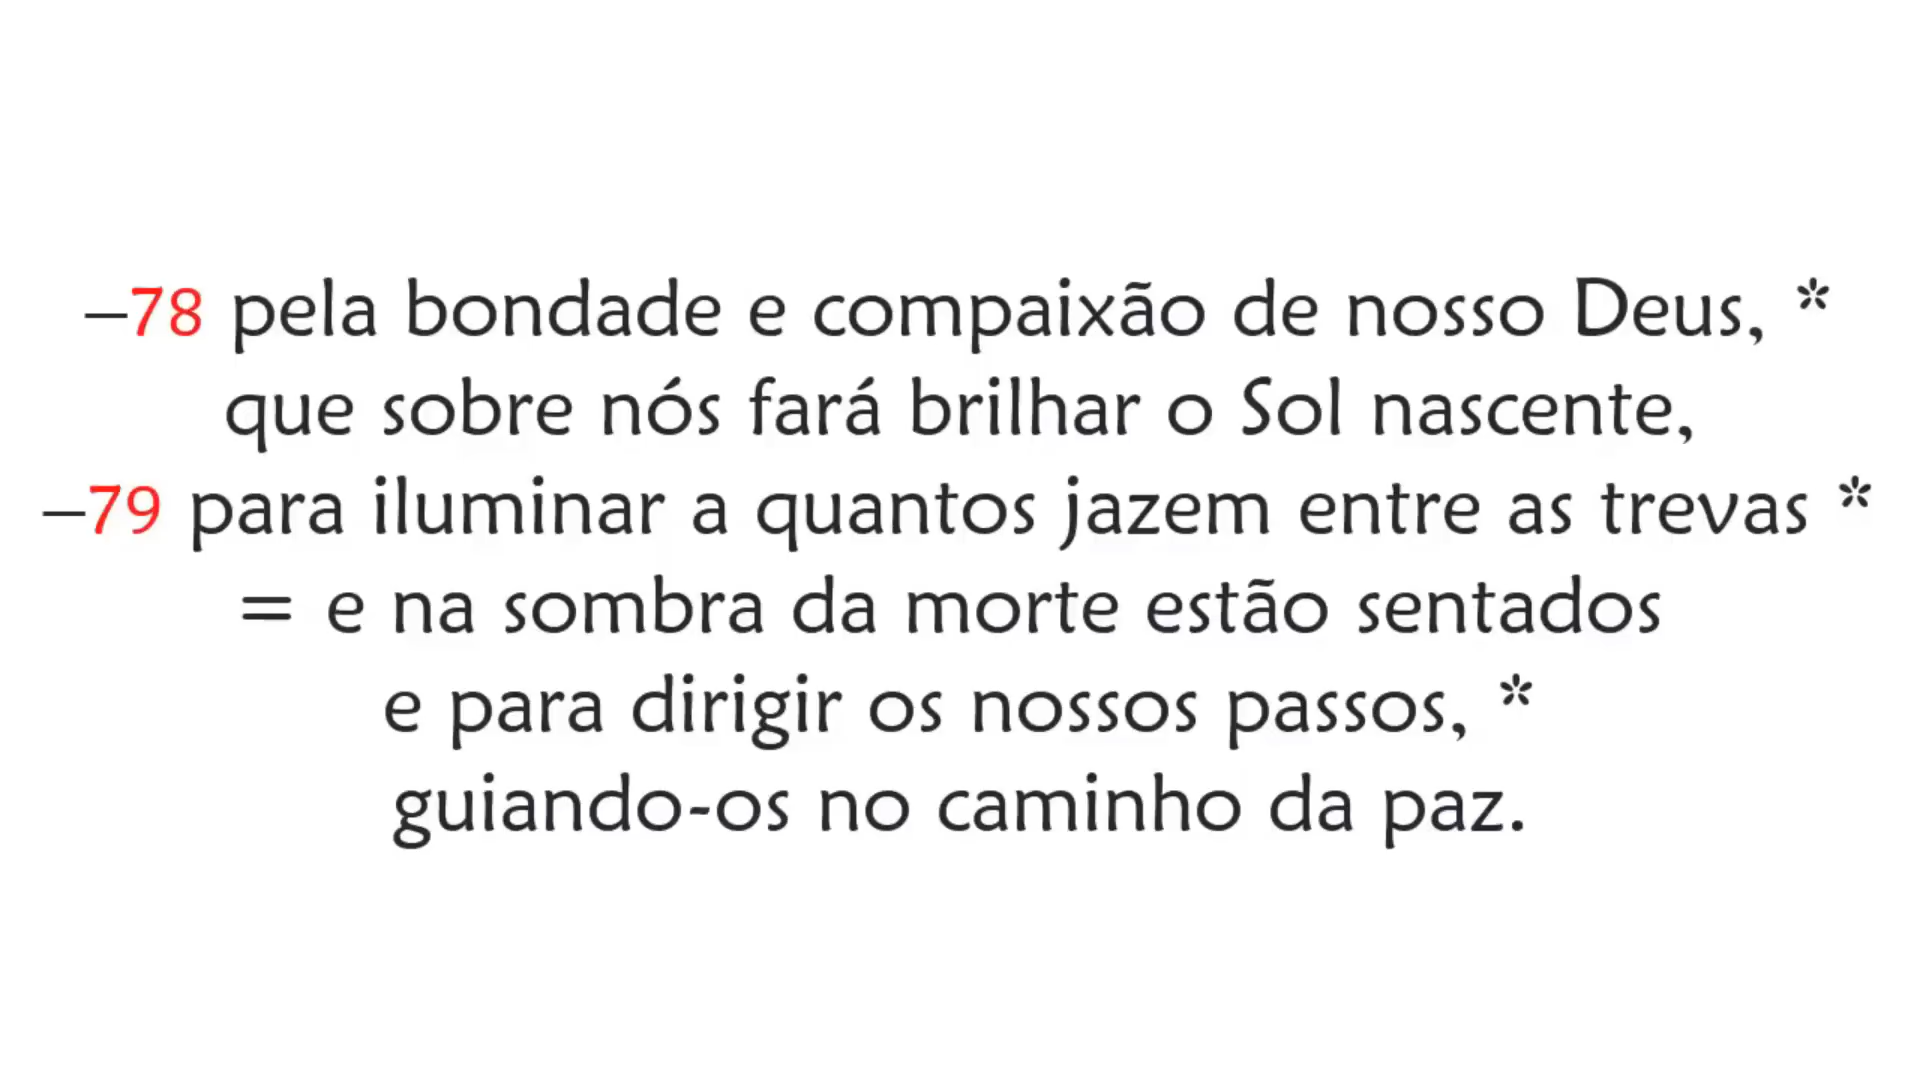 –78 pela bondade e compaixão de nosso Deus, *
que sobre nós fará brilhar o Sol nascente,
–79 para iluminar a quantos jazem entre as trevas *
= e na sombra da morte estão sentados
e para dirigir os nossos passos, *
guiando-os no caminho da paz.